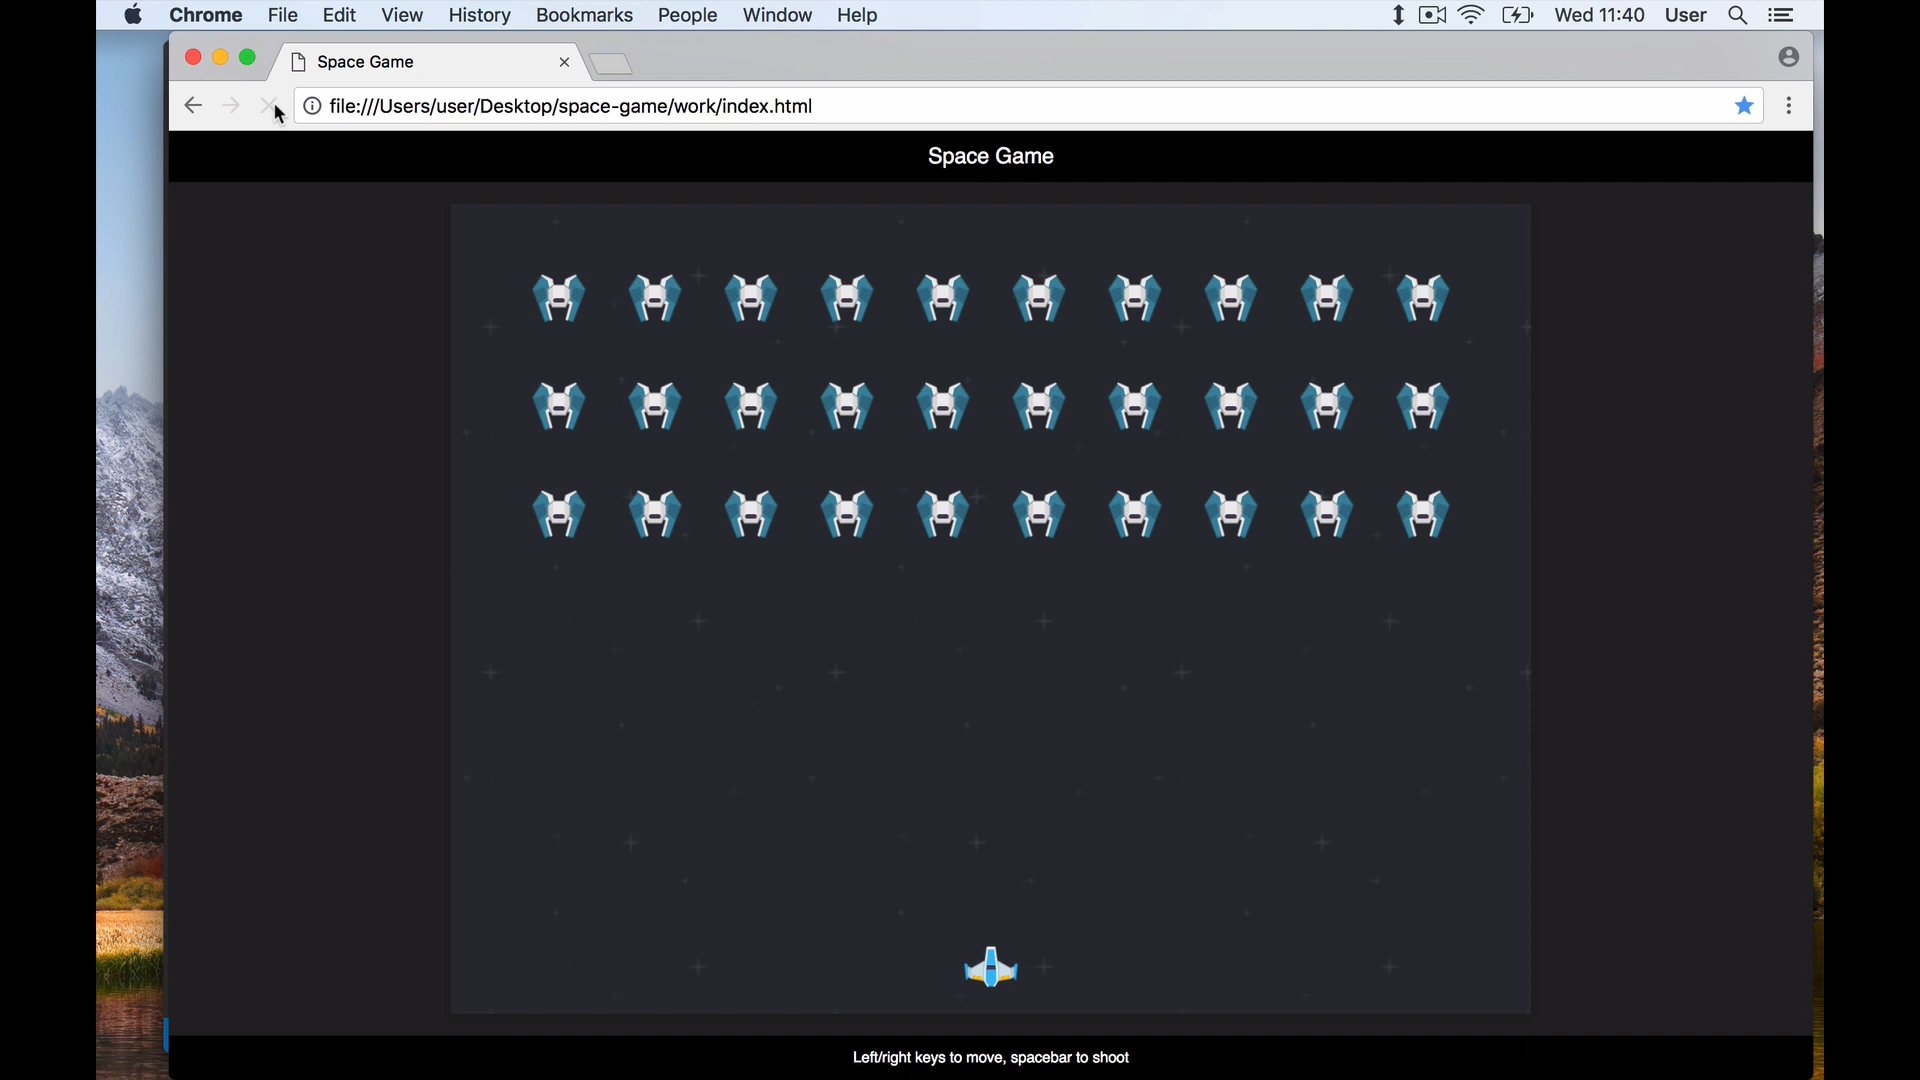 Chrome File Edit View History Bookmarks People Window Help Wed 11:40 User
Space Game
file:///Users/user/Desktop/space-game/work/index.html
Space Game
Left/right keys to move, spacebar to shoot